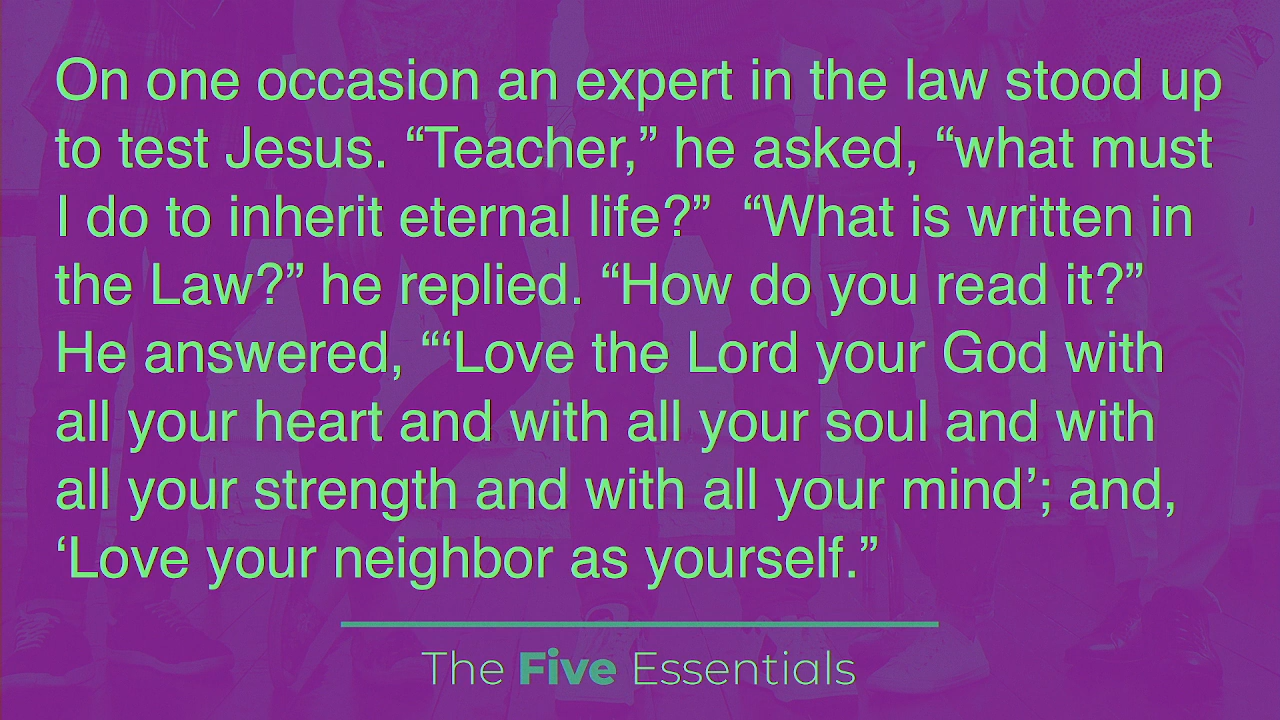 On one occasion an expert in the law stood up
to test Jesus. “Teacher,” he asked, “what must
I do to inherit eternal life?”  “What is written in
the Law?” he replied. “How do you read it?”
He answered, “‘Love the Lord your God with
all your heart and with all your soul and with
all your strength and with all your mind’; and,
‘Love your neighbor as yourself.”
The Five Essentials